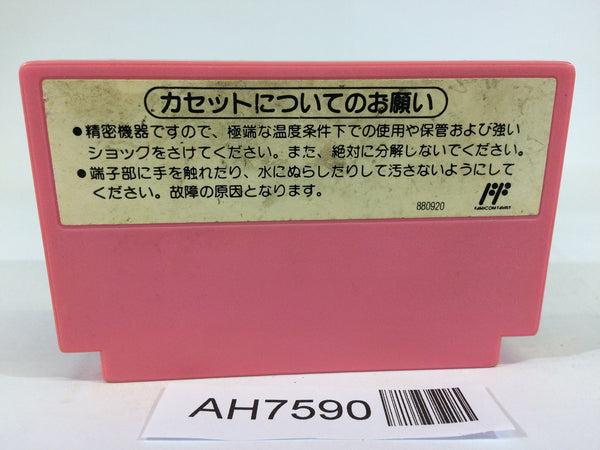 カセットについてのお願い
●精密機器ですので、極端な温度条件下での使用や保管および強い
ショックをさけてください。また、絶対に分解しないでください。
●端子部に手を触れたり、水にぬらしたりして汚さないようにして
ください。故障の原因となります。
880920
FAMICOM FAMILY
AH7590